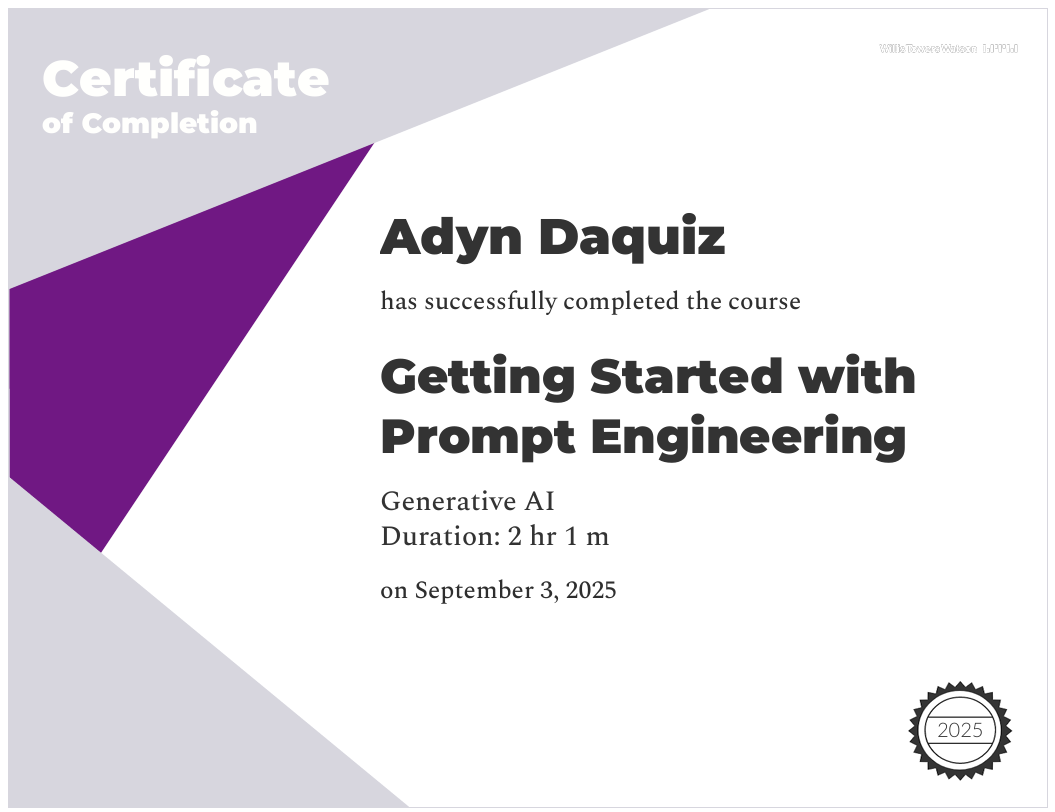 Certificate
of Completion
WillisTowersWatson
Adyn Daquiz
has successfully completed the course
Getting Started with
Prompt Engineering
Generative AI
Duration: 2 hr 1 m
on September 3, 2025
2025